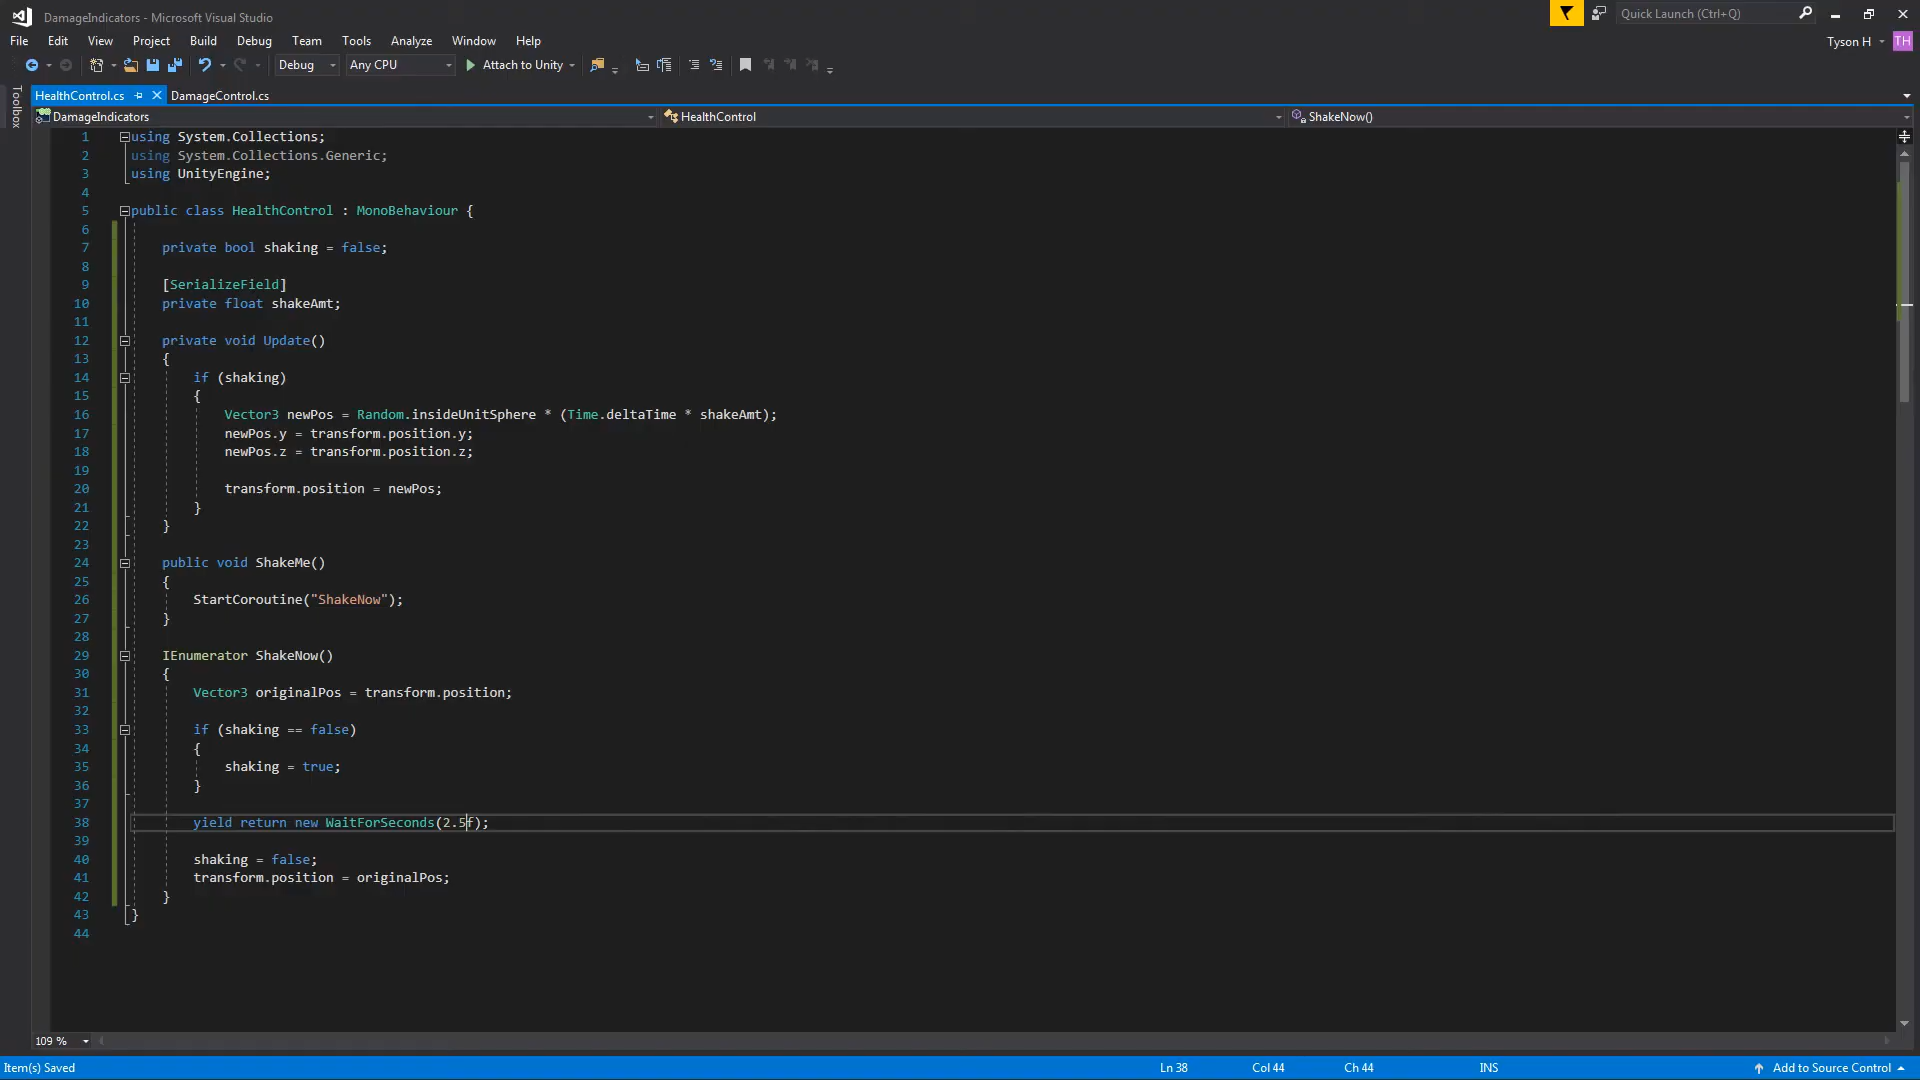 DamageIndicators - Microsoft Visual Studio
Quick Launch (Ctrl+Q)
File Edit View Project Build Debug Team Tools Analyze Window Help
Tyson H TH
Debug Any CPU Attach to Unity
Toolbox
HealthControl.cs DamageControl.cs
DamageIndicators HealthControl ShakeNow()
1 using System.Collections;
2 using System.Collections.Generic;
3 using UnityEngine;
4
5 public class HealthControl : MonoBehaviour {
6
7 private bool shaking = false;
8
9 [SerializeField]
10 private float shakeAmt;
11
12 private void Update()
13 {
14 if (shaking)
15 {
16 Vector3 newPos = Random.insideUnitSphere * (Time.deltaTime * shakeAmt);
17 newPos.y = transform.position.y;
18 newPos.z = transform.position.z;
19
20 transform.position = newPos;
21 }
22 }
23
24 public void ShakeMe()
25 {
26 StartCoroutine("ShakeNow");
27 }
28
29 IEnumerator ShakeNow()
30 {
31 Vector3 originalPos = transform.position;
32
33 if (shaking == false)
34 {
35 shaking = true;
36 }
37
38 yield return new WaitForSeconds(2.5f);
39
40 shaking = false;
41 transform.position = originalPos;
42 }
43 }
44
109 %
Item(s) Saved Ln 38 Col 44 Ch 44 INS Add to Source Control